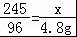 245/96 = x/4.8g